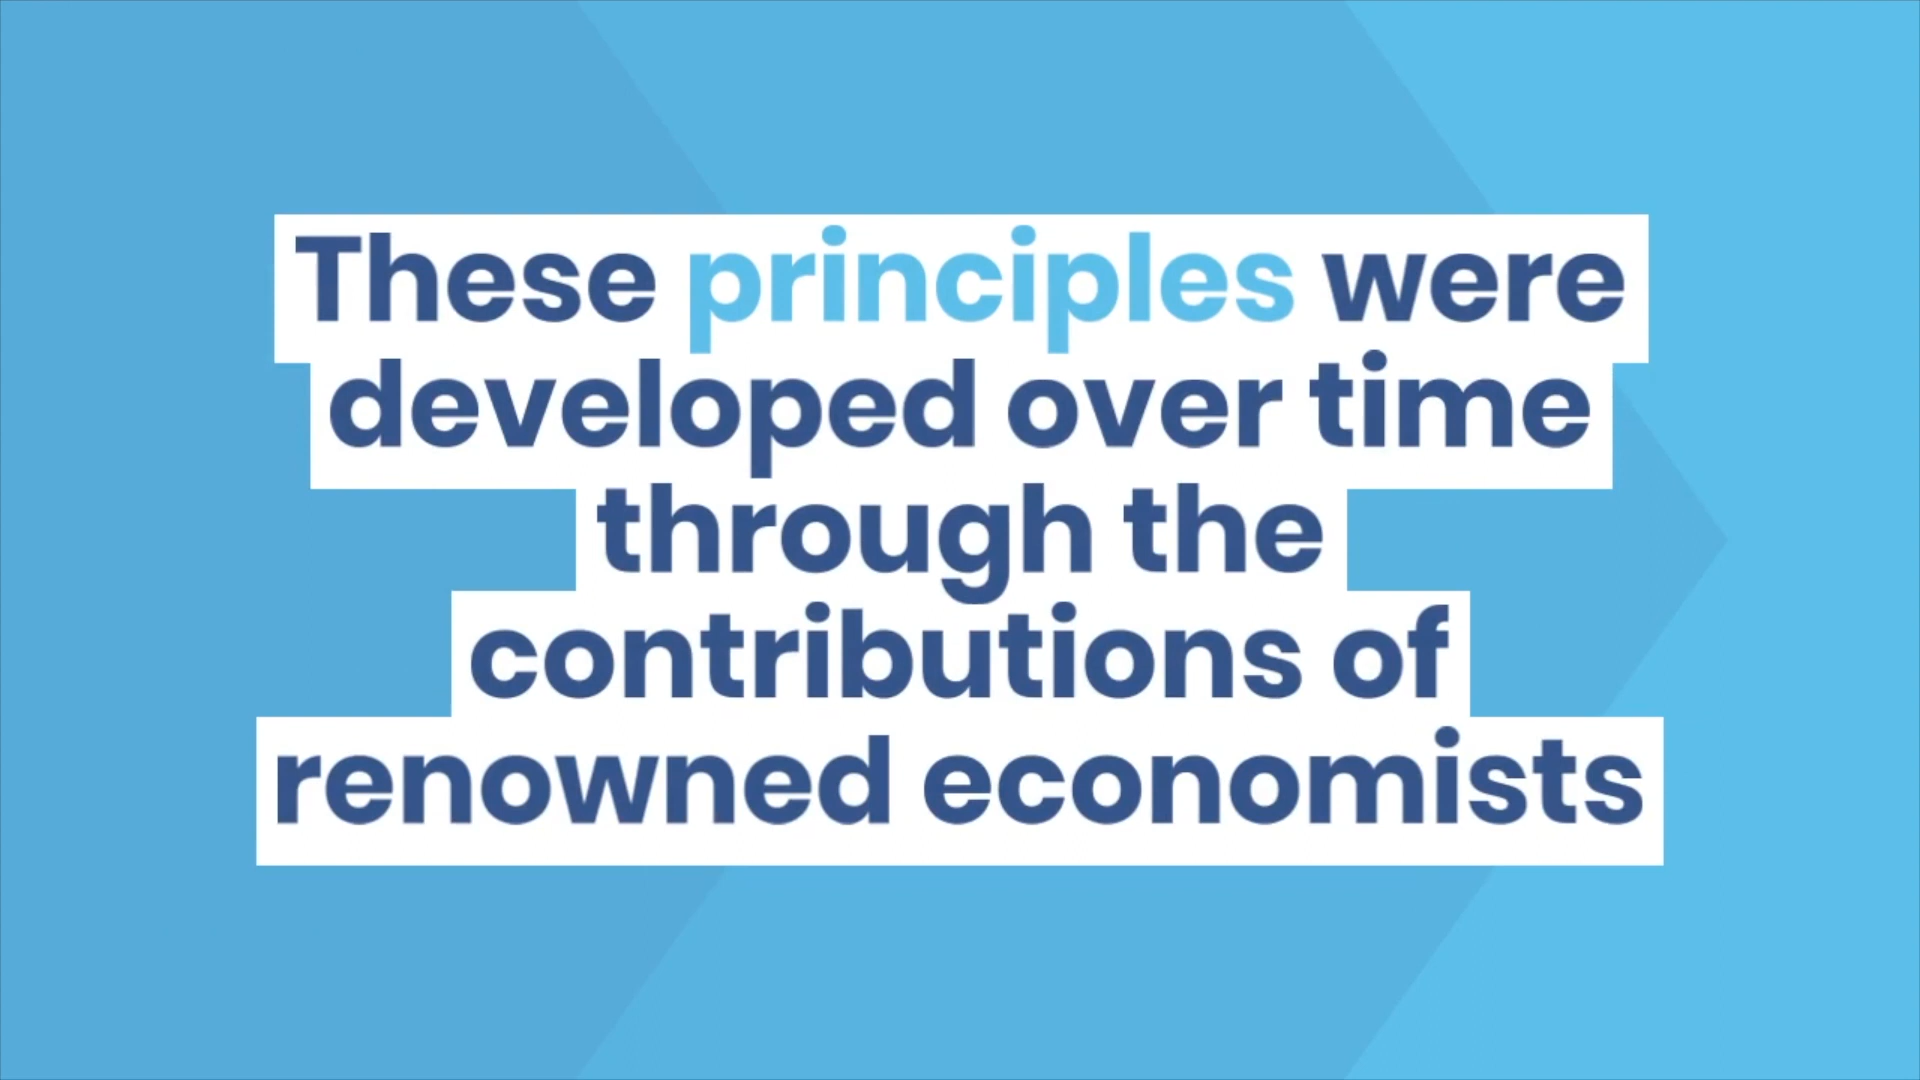 These principles were
developed over time
through the
contributions of
renowned economists